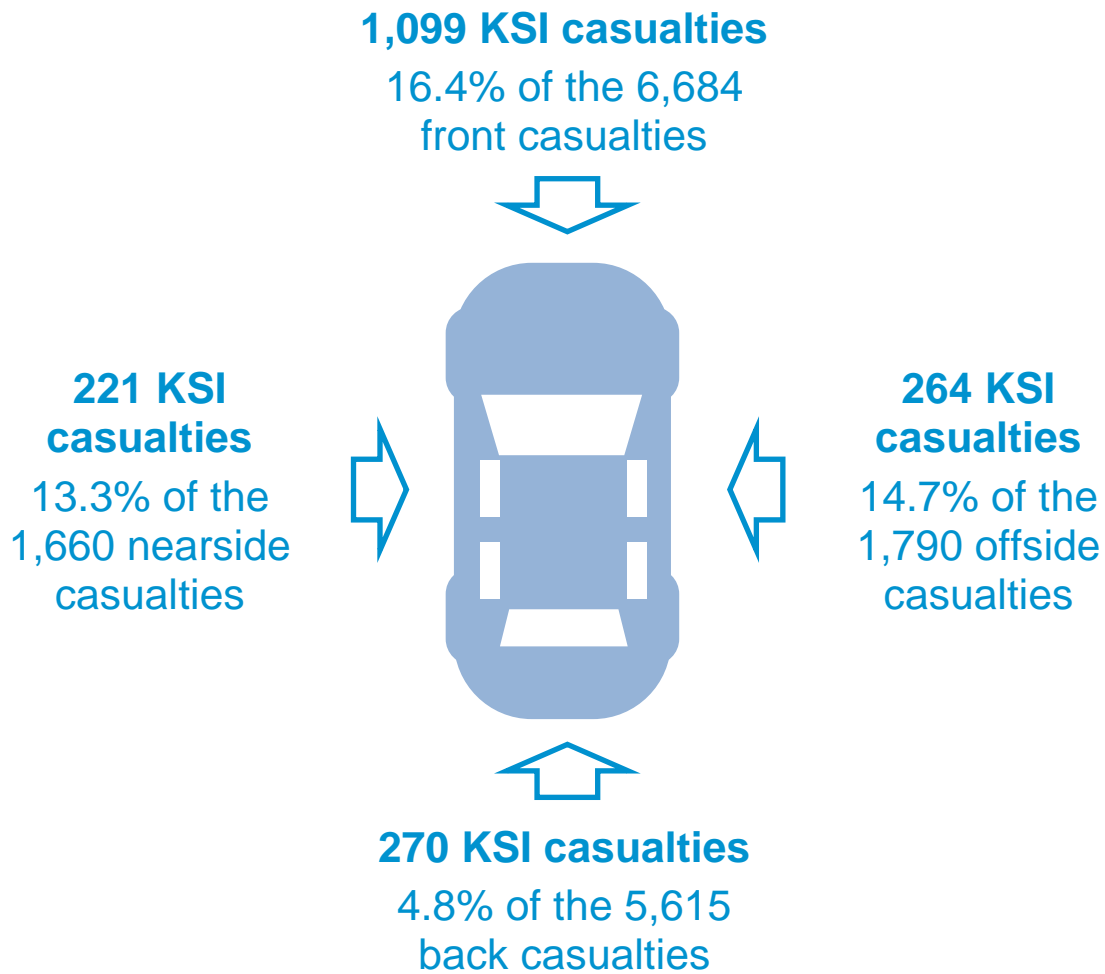 1,099 KSI casualties
16.4% of the 6,684
front casualties
221 KSI
casualties
13.3% of the
1,660 nearside
casualties
264 KSI
casualties
14.7% of the
1,790 offside
casualties
270 KSI casualties
4.8% of the 5,615
back casualties